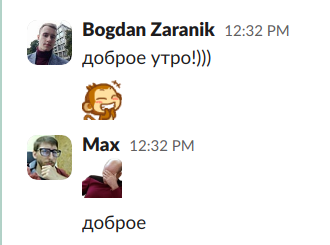 Bogdan Zaranik 12:32 PM
доброе утро!)))
Max 12:32 PM
доброе